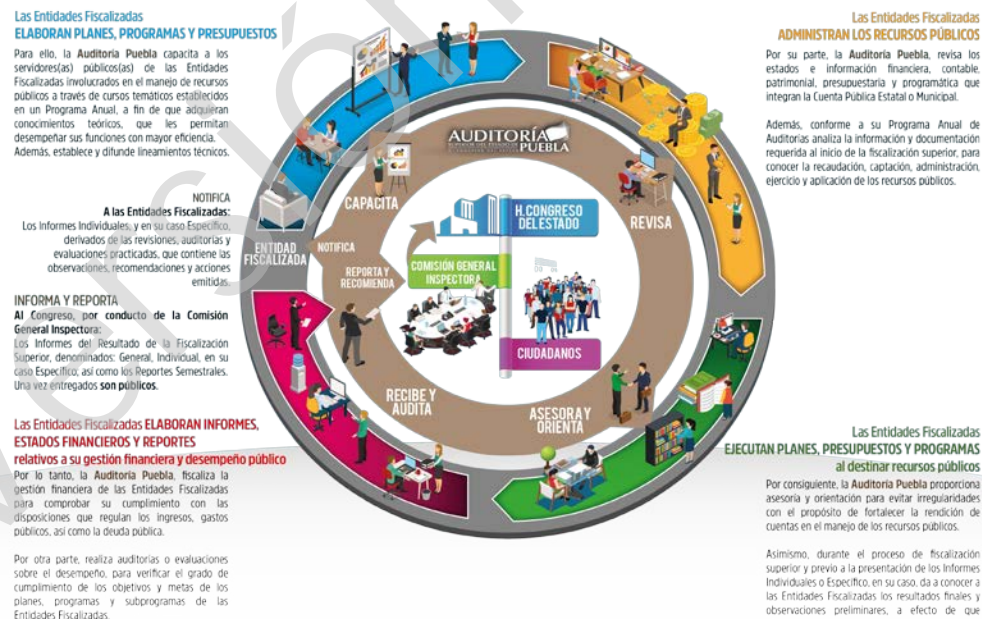 Las Entidades Fiscalizadas
ELABORAN PLANES, PROGRAMAS Y PRESUPUESTOS
Para ello, la Auditoría Puebla capacita a los
servidores(as) públicos(as) de las Entidades
Fiscalizadas involucrados en el manejo de recursos
públicos a través de cursos temáticos establecidos
en un Programa Anual, a fin de que adquieran
conocimientos teóricos, que les permitan
desempeñar sus funciones con mayor eficiencia.
Además, establece y difunde lineamientos técnicos.
NOTIFICA
A las Entidades Fiscalizadas:
Los Informes Individuales, y en su caso Específico,
derivados de las revisiones, auditorías y
evaluaciones practicadas, que contiene las
observaciones, recomendaciones y acciones
emitidas.
INFORMA Y REPORTA
Al Congreso, por conducto de la Comisión
General Inspectora:
Los Informes del Resultado de la Fiscalización
Superior, denominados: General, Individual, en su
caso Específico; así como los Reportes Semestrales.
Una vez entregados son públicos.
Las Entidades Fiscalizadas ELABORAN INFORMES,
ESTADOS FINANCIEROS Y REPORTES
relativos a su gestión financiera y desempeño público
Por lo tanto, la Auditoría Puebla, fiscaliza la
gestión financiera de las Entidades Fiscalizadas
para comprobar su cumplimiento con las
disposiciones que regulan los ingresos, gastos
públicos, así como la deuda pública.
Por otra parte, realiza auditorías o evaluaciones
sobre el desempeño, para verificar el grado de
cumplimiento de los objetivos y metas de los
planes, programas y subprogramas de las
Entidades Fiscalizadas.
AUDITORÍA
PUEBLA
CAPACITA
REVISA
H. CONGRESO
DEL ESTADO
ENTIDAD
FISCALIZADA
NOTIFICA
REPORTA Y
RECOMIENDA
COMISIÓN GENERAL
INSPECTORA
CIUDADANOS
RECIBE Y
AUDITA
ASESORA Y
ORIENTA
Las Entidades Fiscalizadas
ADMINISTRAN LOS RECURSOS PÚBLICOS
Por su parte, la Auditoría Puebla, revisa los
estados e información financiera, contable,
patrimonial, presupuestaria y programática que
integran la Cuenta Pública Estatal o Municipal.
Además, conforme a su Programa Anual de
Auditorías analiza la información y documentación
requerida al inicio de la fiscalización superior, para
conocer la recaudación, captación, administración,
ejercicio y aplicación de los recursos públicos.
Las Entidades Fiscalizadas
EJECUTAN PLANES, PRESUPUESTOS Y PROGRAMAS
al destinar recursos públicos
Por consiguiente, la Auditoría Puebla proporciona
asesoría y orientación para evitar irregularidades
con el propósito de fortalecer la rendición de
cuentas en el manejo de los recursos públicos.
Asimismo, durante el proceso de fiscalización
superior y previo a la presentación de los Informes
Individuales o Específico, en su caso, da a conocer a
las Entidades Fiscalizadas los resultados finales y
observaciones preliminares, a efecto de que